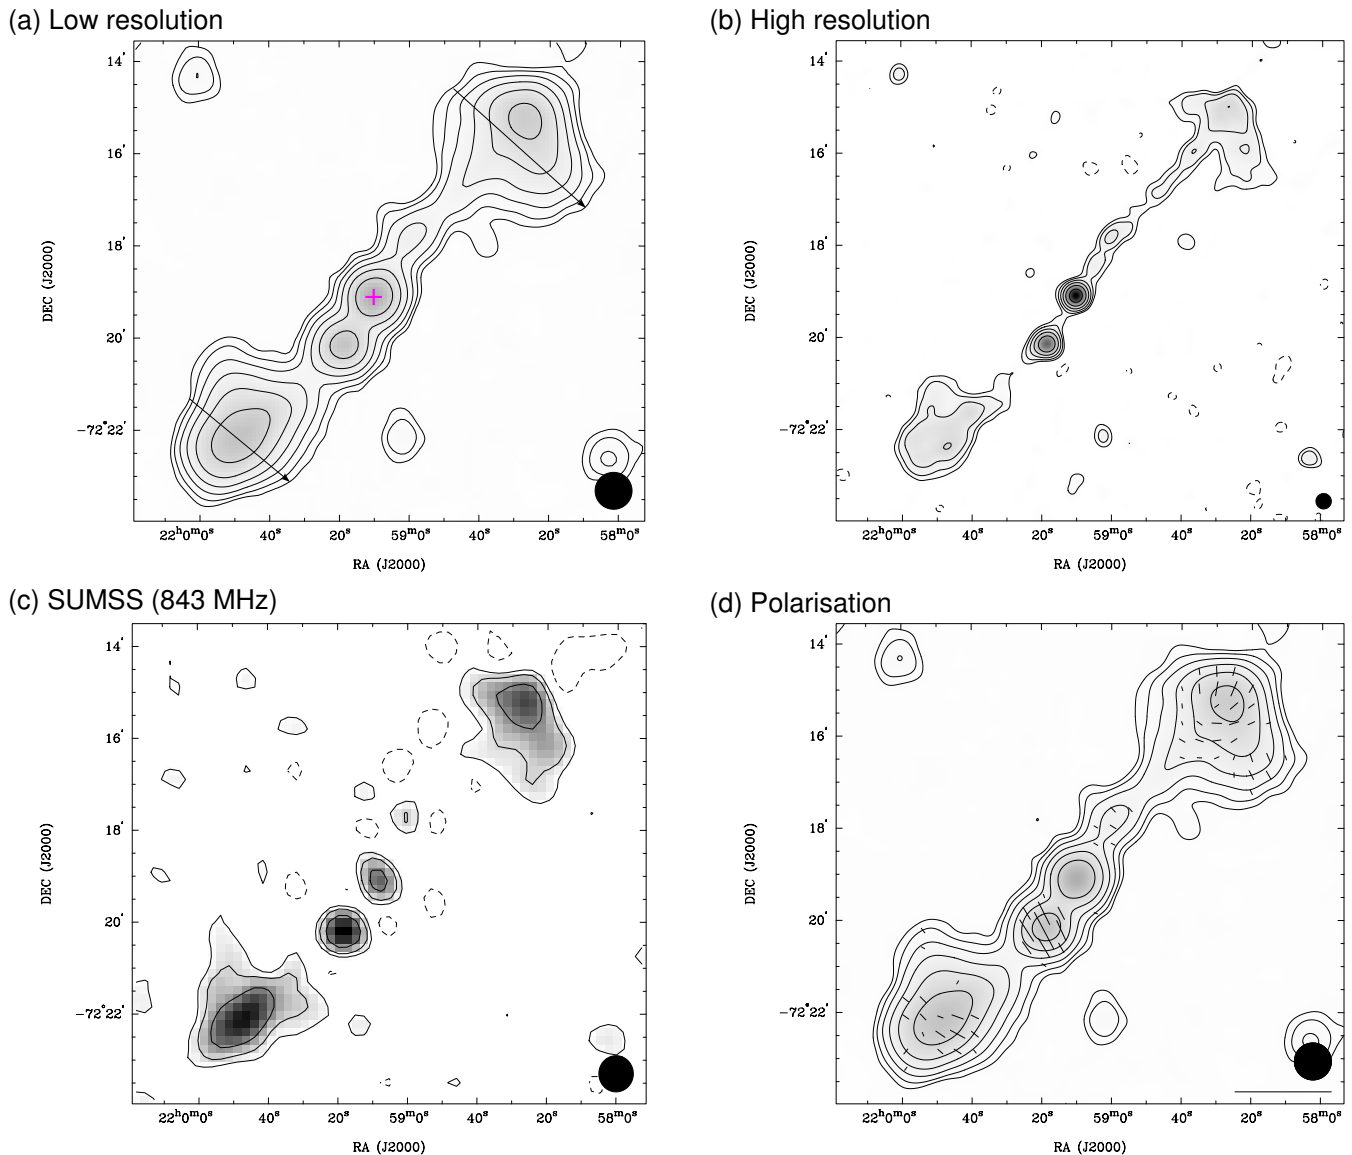 (a) Low resolution
(b) High resolution
14'
16'
18'
20'
−72°22'
DEC (J2000)
22ʰ0ᵐ0ˢ 40ˢ 20ˢ 59ᵐ0ˢ 40ˢ 20ˢ 58ᵐ0ˢ
RA (J2000)
14'
16'
18'
20'
−72°22'
DEC (J2000)
22ʰ0ᵐ0ˢ 40ˢ 20ˢ 59ᵐ0ˢ 40ˢ 20ˢ 58ᵐ0ˢ
RA (J2000)
(c) SUMSS (843 MHz)
(d) Polarisation
14'
16'
18'
20'
−72°22'
DEC (J2000)
22ʰ0ᵐ0ˢ 40ˢ 20ˢ 59ᵐ0ˢ 40ˢ 20ˢ 58ᵐ0ˢ
RA (J2000)
14'
16'
18'
20'
−72°22'
DEC (J2000)
22ʰ0ᵐ0ˢ 40ˢ 20ˢ 59ᵐ0ˢ 40ˢ 20ˢ 58ᵐ0ˢ
RA (J2000)